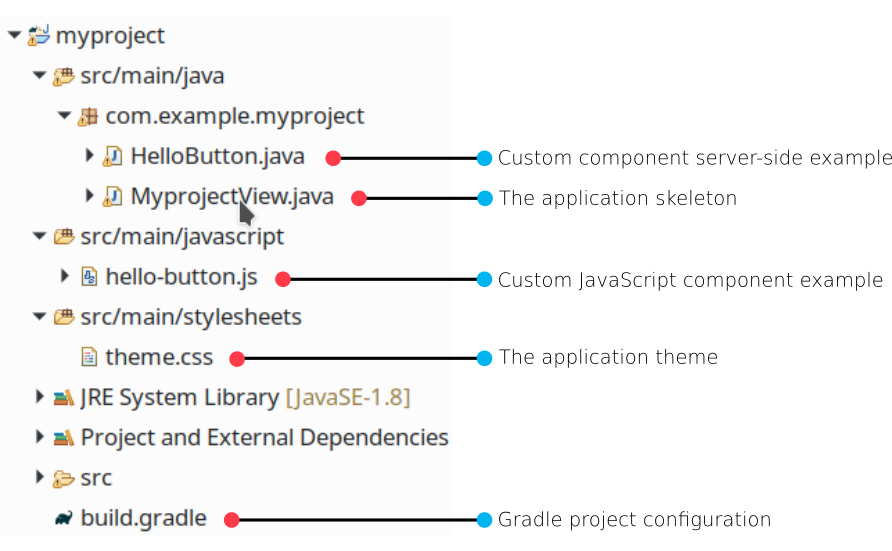 myproject
src/main/java
com.example.myproject
HelloButton.java Custom component server-side example
MyprojectView.java The application skeleton
src/main/javascript
hello-button.js Custom JavaScript component example
src/main/stylesheets
theme.css The application theme
JRE System Library [JavaSE-1.8]
Project and External Dependencies
src
build.gradle Gradle project configuration